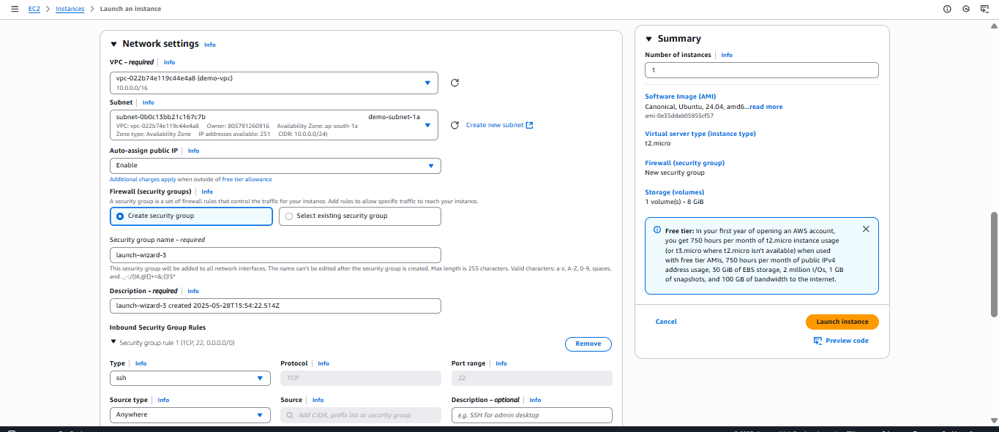 EC2 > Instances > Launch an instance
▼ Network settings Info
VPC - required Info
vpc-022b74e119c44e4a8 (demo-vpc)
10.0.0.0/16
Subnet Info
subnet-0b0c13bb21c167c7b demo-subnet-1a
VPC: vpc-022b74e119c44e4a8 Owner: 805791260916 Availability Zone: ap-south-1a
Zone type: Availability Zone IP addresses available: 251 CIDR: 10.0.0.0/24)
Create new subnet
Auto-assign public IP Info
Enable
Additional charges apply when outside of free tier allowance
Firewall (security groups) Info
A security group is a set of firewall rules that control the traffic for your instance. Add rules to allow specific traffic to reach your instance.
Create security group
Select existing security group
Security group name - required
launch-wizard-3
This security group will be added to all network interfaces. The name can't be edited after the security group is created. Max length is 255 characters. Valid characters: a-z, A-Z, 0-9, spaces,
and ._-:/()#,@[]+=&;{}!$*
Description - required Info
launch-wizard-3 created 2025-05-28T15:54:22.514Z
Inbound Security Group Rules
▼ Security group rule 1 (TCP, 22, 0.0.0.0/0)
Remove
Type Info
Protocol Info
Port range Info
ssh
TCP
22
Source type Info
Source Info
Description - optional Info
Anywhere
Add CIDR, prefix list or security group
e.g. SSH for admin desktop
▼ Summary
Number of instances Info
1
Software Image (AMI)
Canonical, Ubuntu, 24.04, amd6...read more
ami-0e35ddab05955cf57
Virtual server type (instance type)
t2.micro
Firewall (security group)
New security group
Storage (volumes)
1 volume(s) - 8 GiB
Free tier: In your first year of opening an AWS account,
you get 750 hours per month of t2.micro instance usage
(or t3.micro where t2.micro isn't available) when used
with free tier AMIs, 750 hours per month of public IPv4
address usage, 30 GiB of EBS storage, 2 million I/Os, 1 GB
of snapshots, and 100 GB of bandwidth to the internet.
Cancel
Launch instance
Preview code